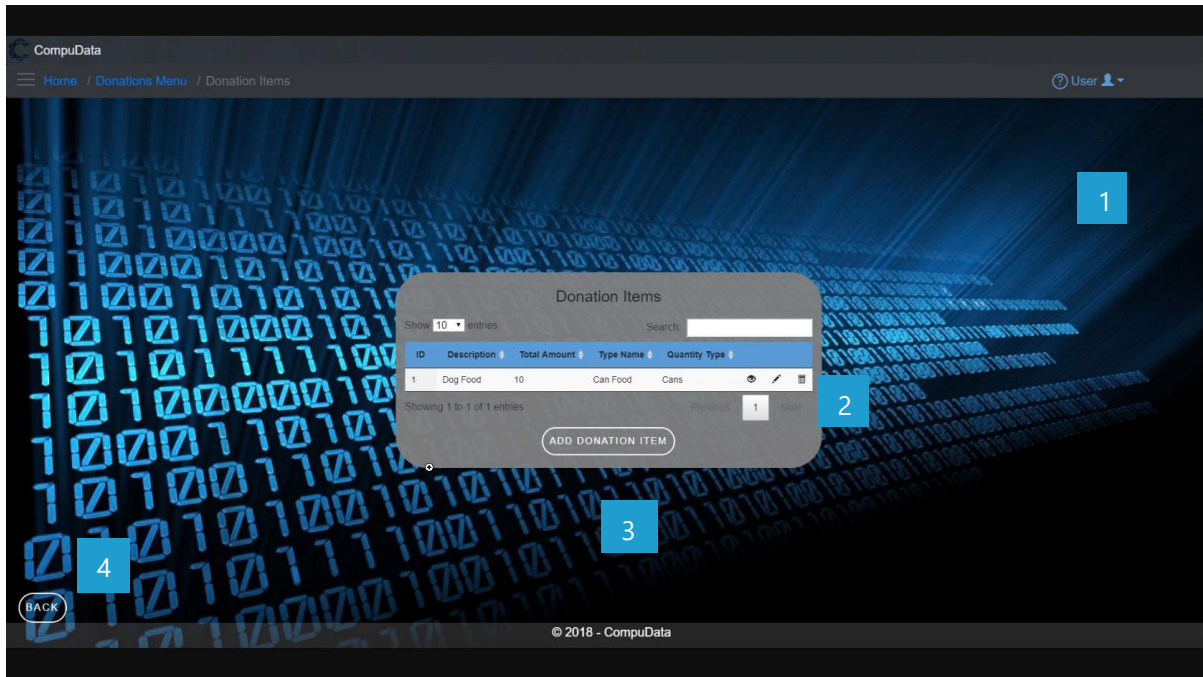 CompuData
Home / Donations Menu / Donation Items
User
1
Donation Items
Show 10 entries
Search:
ID Description Total Amount Type Name Quantity Type
1 Dog Food 10 Can Food Cans
Showing 1 to 1 of 1 entries
Previous 1 Next
2
ADD DONATION ITEM
3
4
BACK
© 2018 - CompuData